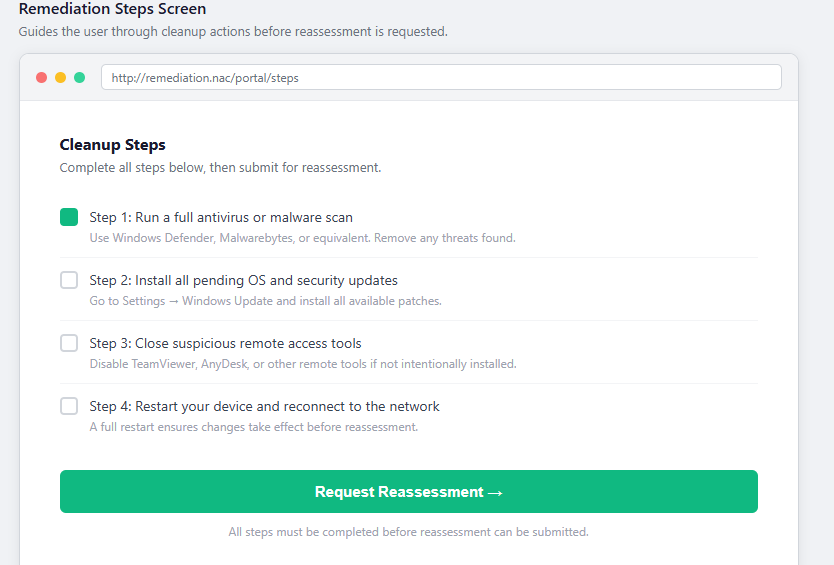 Remediation Steps Screen
Guides the user through cleanup actions before reassessment is requested.
http://remediation.nac/portal/steps
Cleanup Steps
Complete all steps below, then submit for reassessment.
Step 1: Run a full antivirus or malware scan
Use Windows Defender, Malwarebytes, or equivalent. Remove any threats found.
Step 2: Install all pending OS and security updates
Go to Settings → Windows Update and install all available patches.
Step 3: Close suspicious remote access tools
Disable TeamViewer, AnyDesk, or other remote tools if not intentionally installed.
Step 4: Restart your device and reconnect to the network
A full restart ensures changes take effect before reassessment.
Request Reassessment →
All steps must be completed before reassessment can be submitted.